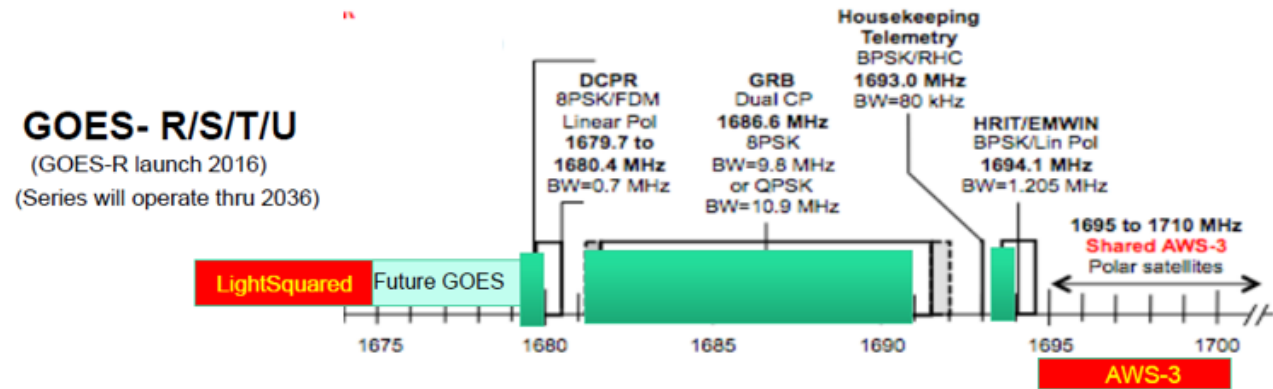 GOES- R/S/T/U
(GOES-R launch 2016)
(Series will operate thru 2036)
DCPR
8PSK/FDM
Linear Pol
1679.7 to
1680.4 MHz
BW=0.7 MHz
GRB
Dual CP
1686.6 MHz
8PSK
BW=9.8 MHz
or QPSK
BW=10.9 MHz
Housekeeping
Telemetry
BPSK/RHC
1693.0 MHz
BW=80 kHz
HRIT/EMWIN
BPSK/Lin Pol
1694.1 MHz
BW=1.205 MHz
1695 to 1710 MHz
Shared AWS-3
Polar satellites
LightSquared
Future GOES
1675 1680 1685 1690 1695 1700
AWS-3